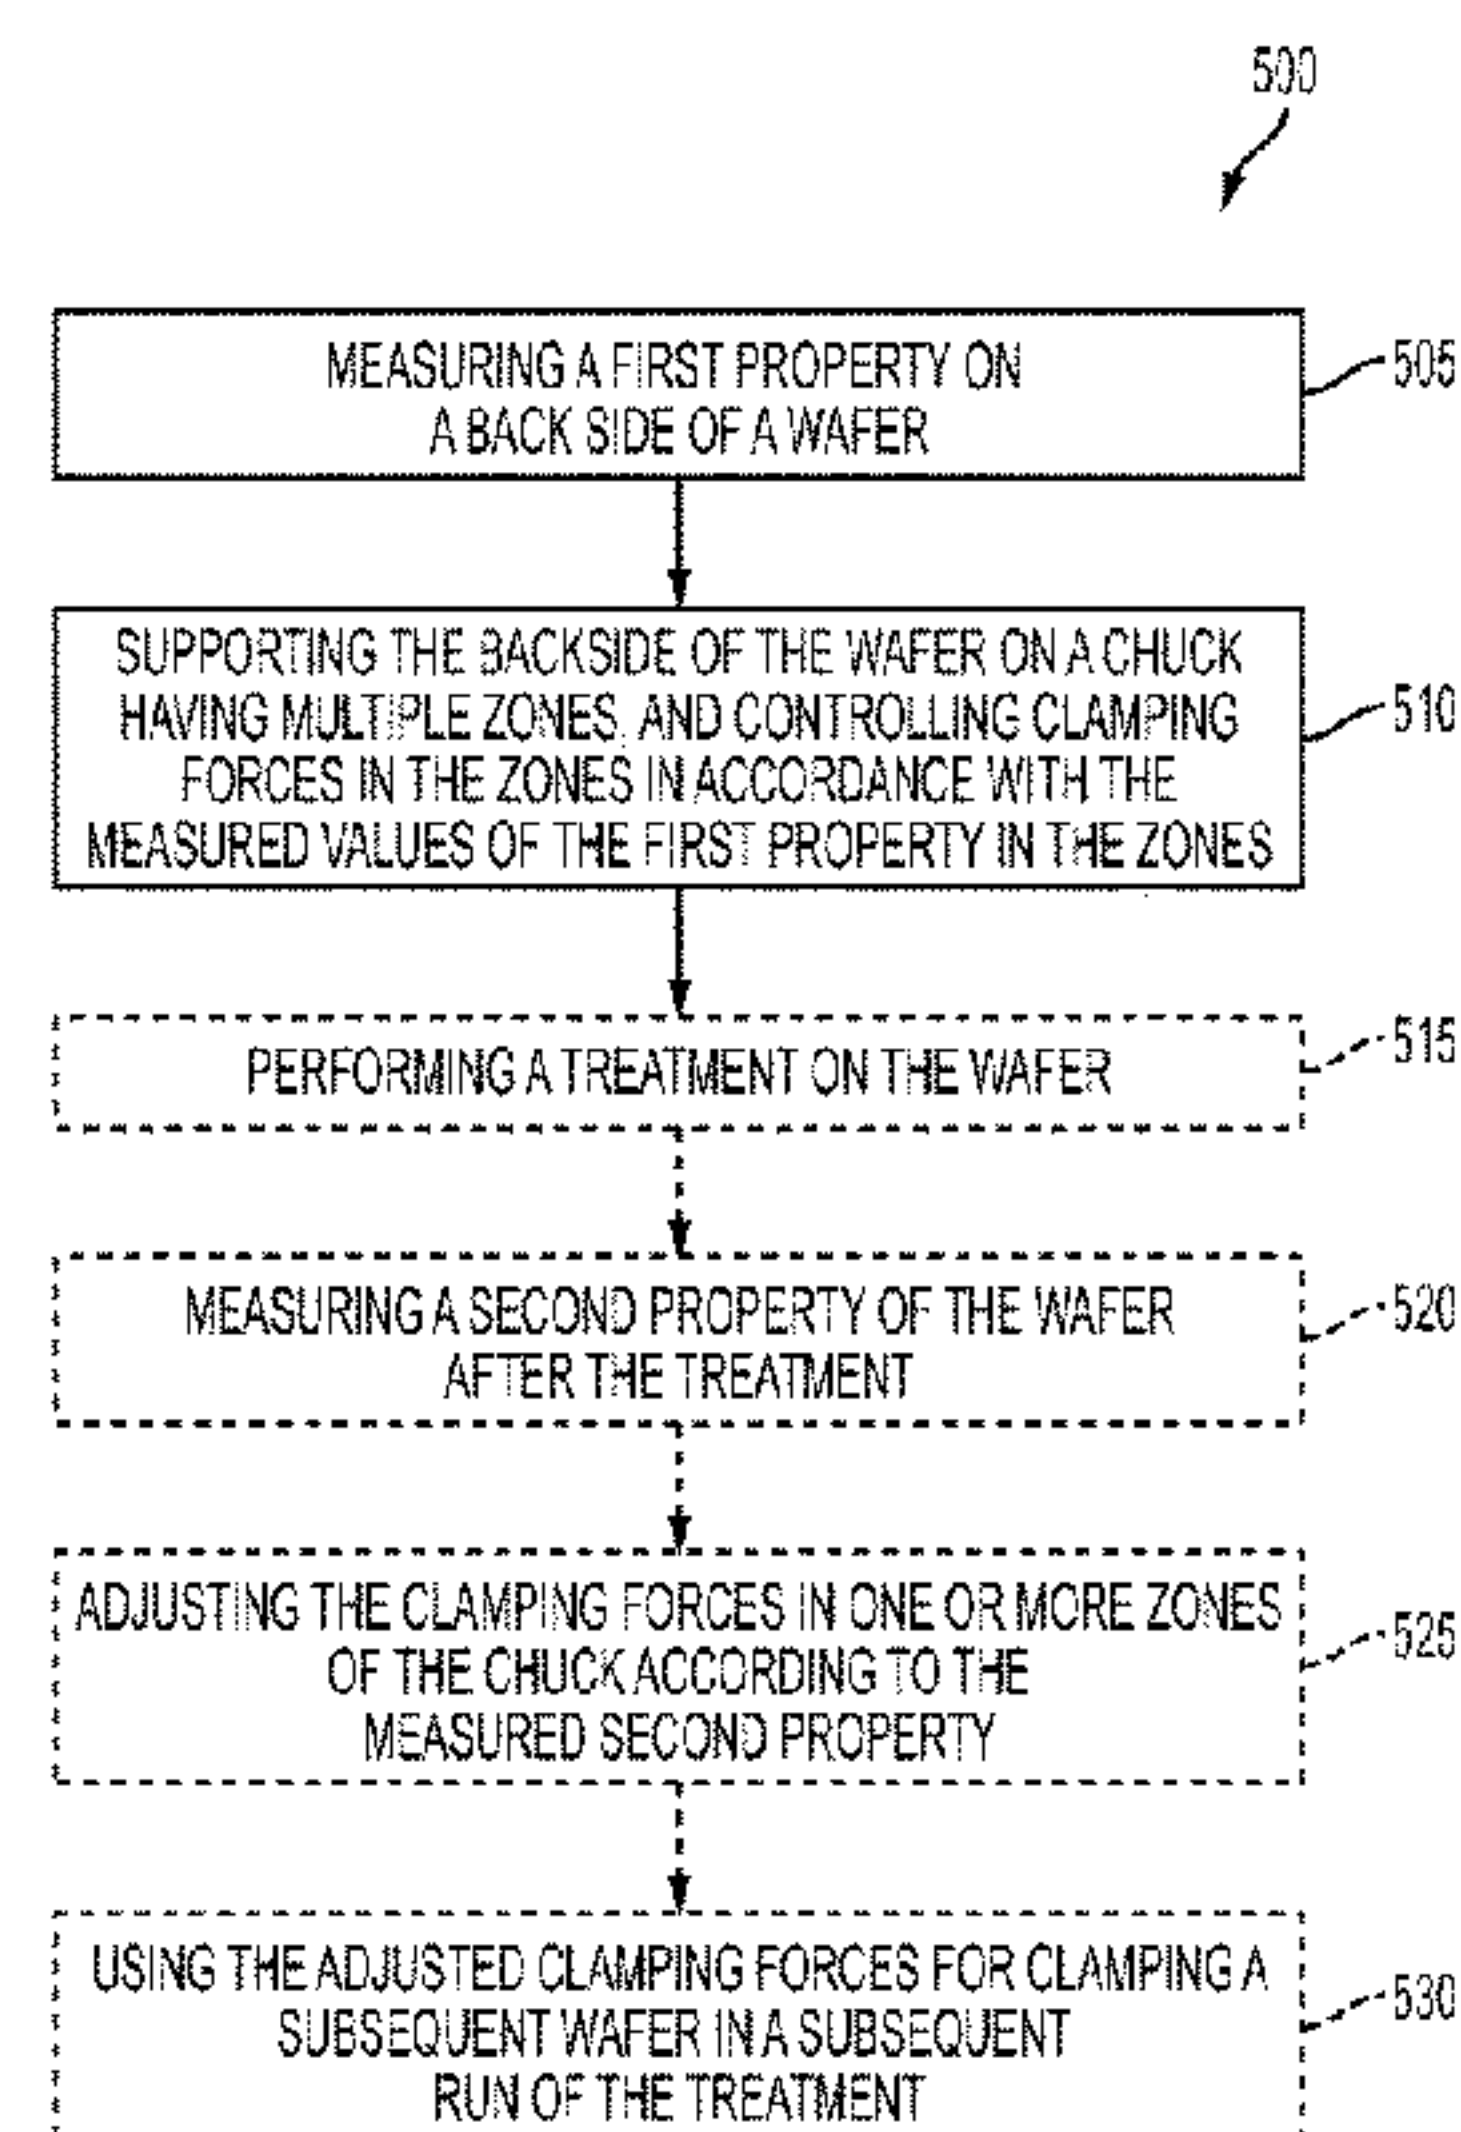 500
MEASURING A FIRST PROPERTY ON
A BACK SIDE OF A WAFER
505
SUPPORTING THE BACKSIDE OF THE WAFER ON A CHUCK
HAVING MULTIPLE ZONES, AND CONTROLLING CLAMPING
FORCES IN THE ZONES IN ACCORDANCE WITH THE
MEASURED VALUES OF THE FIRST PROPERTY IN THE ZONES
510
PERFORMING A TREATMENT ON THE WAFER
515
MEASURING A SECOND PROPERTY OF THE WAFER
AFTER THE TREATMENT
520
ADJUSTING THE CLAMPING FORCES IN ONE OR MORE ZONES
OF THE CHUCK ACCORDING TO THE
MEASURED SECOND PROPERTY
525
USING THE ADJUSTED CLAMPING FORCES FOR CLAMPING A
SUBSEQUENT WAFER IN A SUBSEQUENT
RUN OF THE TREATMENT
530